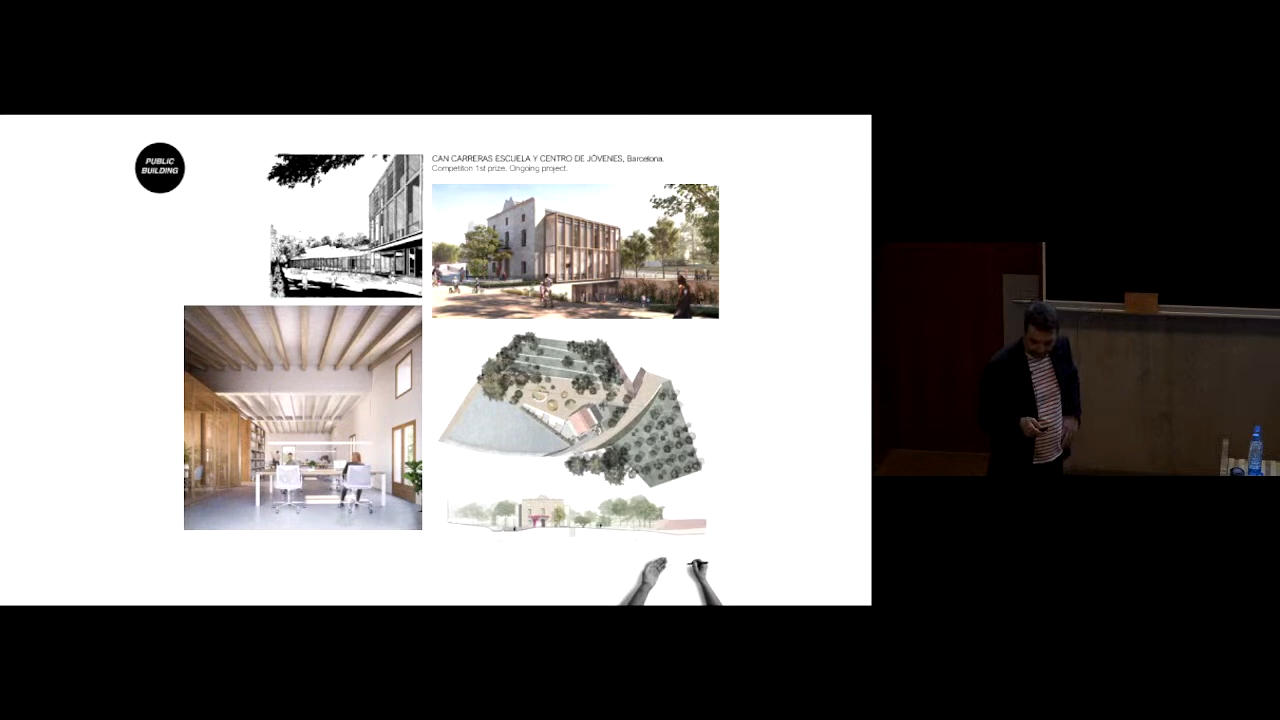 PUBLIC
BUILDING
CAN CARRERAS ESCUELA Y CENTRO DE JÓVENES, Barcelona.
Competition 1st prize. Ongoing project.